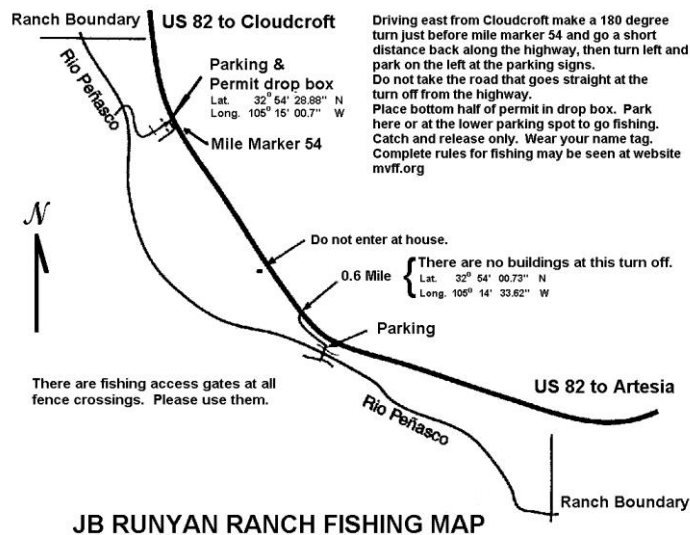 Ranch Boundary
US 82 to Cloudcroft
Driving east from Cloudcroft make a 180 degree
turn just before mile marker 54 and go a short
distance back along the highway, then turn left and
park on the left at the parking signs.
Do not take the road that goes straight at the
turn off from the highway.
Place bottom half of permit in drop box. Park
here or at the lower parking spot to go fishing.
Catch and release only. Wear your name tag.
Complete rules for fishing may be seen at website
mvff.org
Rio Peñasco
Parking &
Permit drop box
Lat. 32° 54' 28.88" N
Long. 105° 15' 00.7" W
Mile Marker 54
N
Do not enter at house.
0.6 Mile
There are no buildings at this turn off.
Lat. 32° 54' 00.73" N
Long. 105° 14' 33.62" W
Parking
There are fishing access gates at all
fence crossings. Please use them.
US 82 to Artesia
Rio Peñasco
Ranch Boundary
JB RUNYAN RANCH FISHING MAP